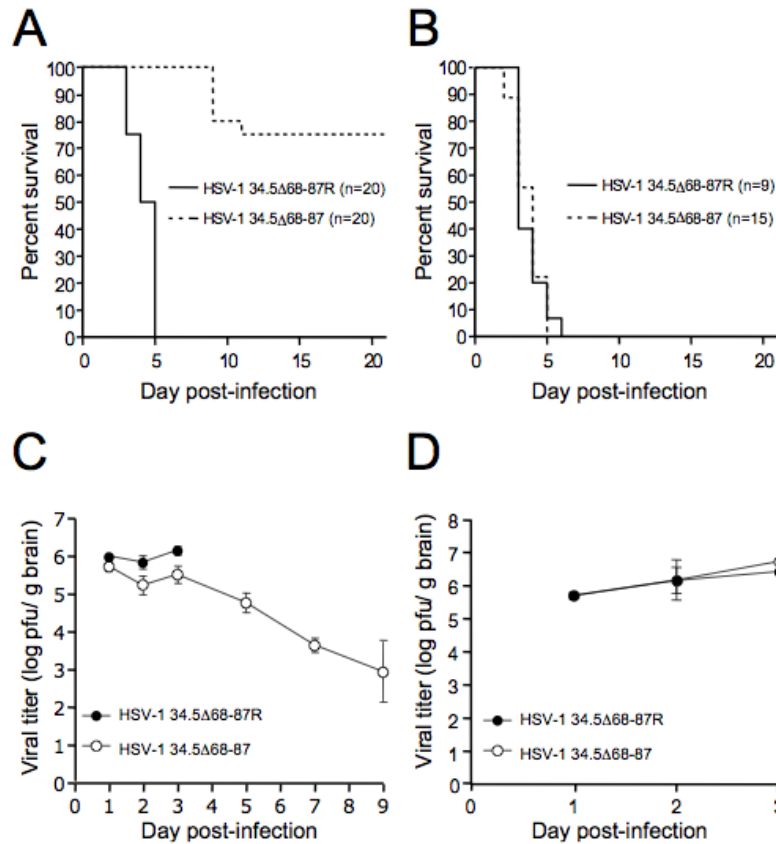 A
100
90
80
70
60
50
40
30
20
10
0
Percent survival
HSV-1 34.5Δ68-87R (n=20)
HSV-1 34.5Δ68-87 (n=20)
0 5 10 15 20
Day post-infection
B
100
90
80
70
60
50
40
30
20
10
0
Percent survival
HSV-1 34.5Δ68-87R (n=9)
HSV-1 34.5Δ68-87 (n=15)
0 5 10 15 20
Day post-infection
C
7
6
5
4
3
2
1
0
Viral titer (log pfu/ g brain)
HSV-1 34.5Δ68-87R
HSV-1 34.5Δ68-87
0 1 2 3 5 7 9
Day post-infection
D
8
7
6
5
4
3
2
1
0
Viral titer (log pfu/ g brain)
HSV-1 34.5Δ68-87R
HSV-1 34.5Δ68-87
0 1 2 3
Day post-infection